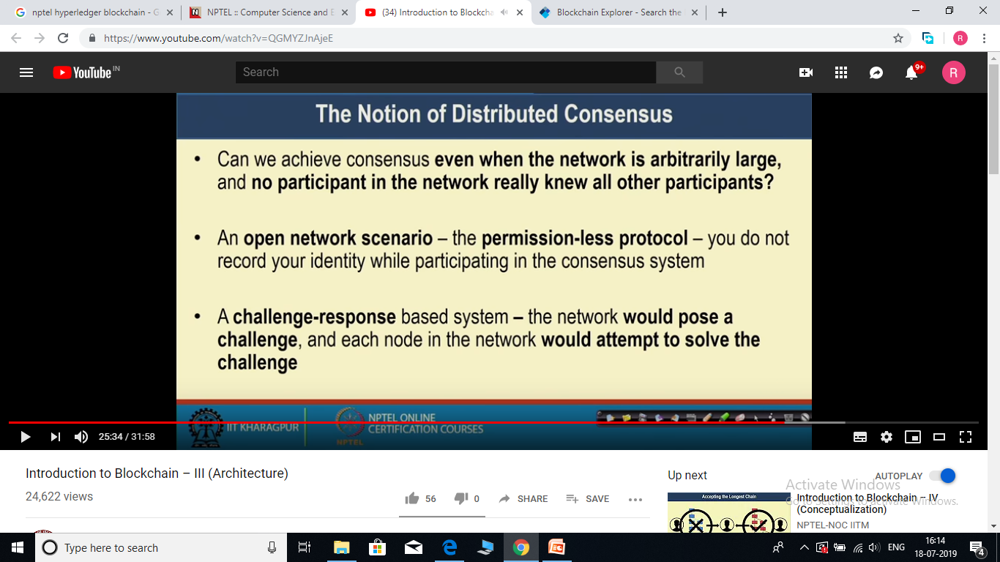 nptel hyperledger blockchain - G
NPTEL :: Computer Science and E
(34) Introduction to Blockcha
Blockchain Explorer - Search the
https://www.youtube.com/watch?v=QGMYZJnAjeE
R
YouTube IN
Search
9+
R
The Notion of Distributed Consensus
• Can we achieve consensus even when the network is arbitrarily large,
and no participant in the network really knew all other participants?
• An open network scenario – the permission-less protocol – you do not
record your identity while participating in the consensus system
• A challenge-response based system – the network would pose a
challenge, and each node in the network would attempt to solve the
challenge
IIT KHARAGPUR
NPTEL
NPTEL ONLINE
CERTIFICATION COURSES
25:34 / 31:58
Introduction to Blockchain – III (Architecture)
24,622 views
56
0
SHARE
SAVE
Up next
AUTOPLAY
Activate Windows
Go to Settings to activate Windows.
Accepting the Longest Chain
Introduction to Blockchain – IV
(Conceptualization)
NPTEL-NOC IITM
Type here to search
ENG
16:14
18-07-2019
4